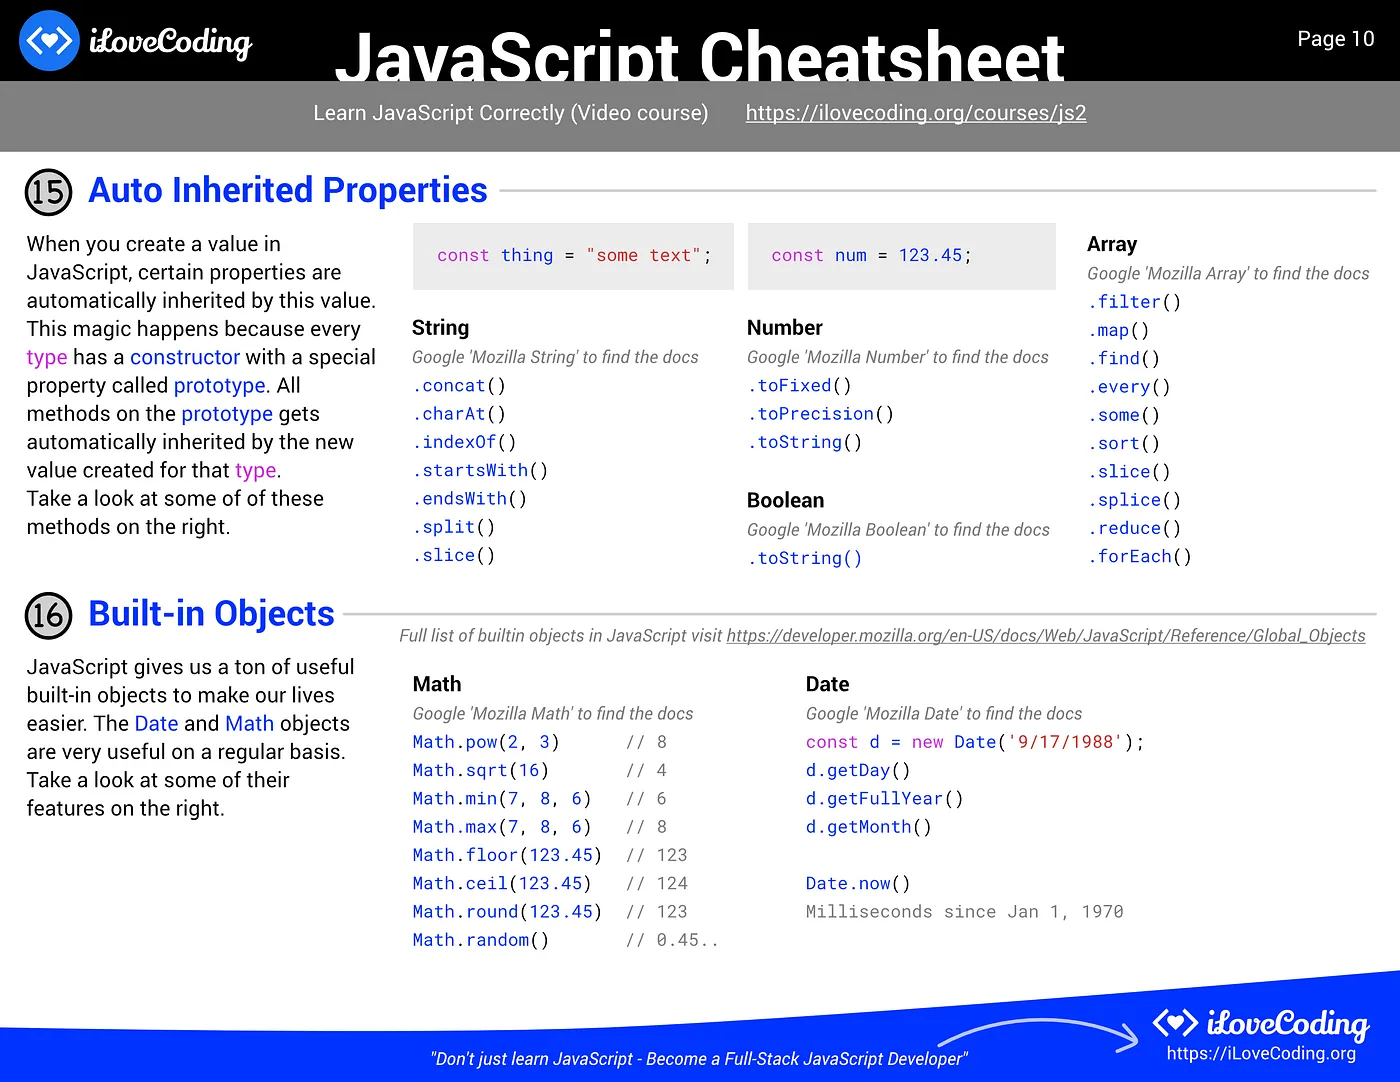 iLoveCoding
JavaScript Cheatsheet
Page 10
Learn JavaScript Correctly (Video course) https://ilovecoding.org/courses/js2
15 Auto Inherited Properties
When you create a value in
JavaScript, certain properties are
automatically inherited by this value.
This magic happens because every
type has a constructor with a special
property called prototype. All
methods on the prototype gets
automatically inherited by the new
value created for that type.
Take a look at some of of these
methods on the right.
const thing = "some text";
String
Google 'Mozilla String' to find the docs
.concat()
.charAt()
.indexOf()
.startsWith()
.endsWith()
.split()
.slice()
const num = 123.45;
Number
Google 'Mozilla Number' to find the docs
.toFixed()
.toPrecision()
.toString()
Boolean
Google 'Mozilla Boolean' to find the docs
.toString()
Array
Google 'Mozilla Array' to find the docs
.filter()
.map()
.find()
.every()
.some()
.sort()
.slice()
.splice()
.reduce()
.forEach()
16 Built-in Objects
Full list of builtin objects in JavaScript visit https://developer.mozilla.org/en-US/docs/Web/JavaScript/Reference/Global_Objects
JavaScript gives us a ton of useful
built-in objects to make our lives
easier. The Date and Math objects
are very useful on a regular basis.
Take a look at some of their
features on the right.
Math
Google 'Mozilla Math' to find the docs
Math.pow(2, 3) // 8
Math.sqrt(16) // 4
Math.min(7, 8, 6) // 6
Math.max(7, 8, 6) // 8
Math.floor(123.45) // 123
Math.ceil(123.45) // 124
Math.round(123.45) // 123
Math.random() // 0.45..
Date
Google 'Mozilla Date' to find the docs
const d = new Date('9/17/1988');
d.getDay()
d.getFullYear()
d.getMonth()
Date.now()
Milliseconds since Jan 1, 1970
"Don't just learn JavaScript - Become a Full-Stack JavaScript Developer"
iLoveCoding
https://iLoveCoding.org